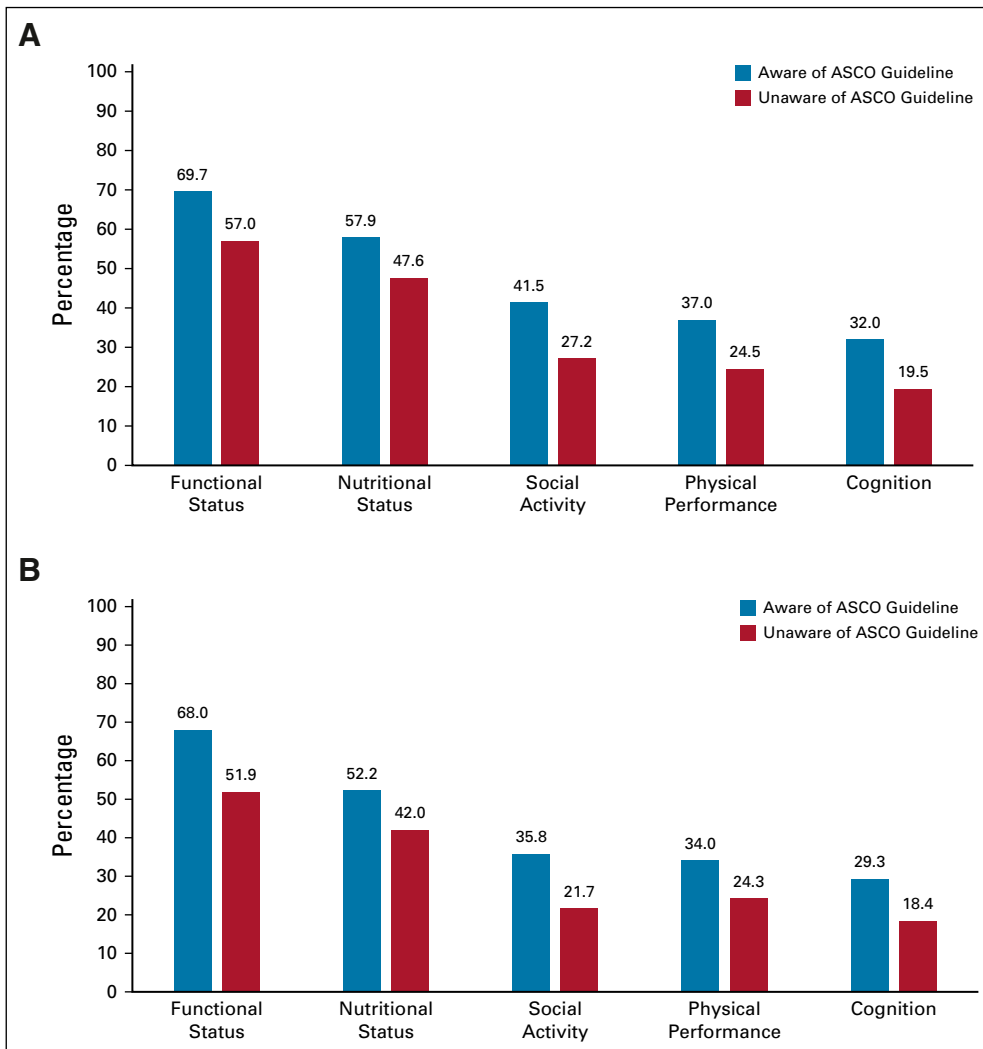 A
100
90
80
70
60
50
40
30
20
10
0
Percentage
Aware of ASCO Guideline
Unaware of ASCO Guideline
69.7
57.0
57.9
47.6
41.5
27.2
37.0
24.5
32.0
19.5
Functional
Status
Nutritional
Status
Social
Activity
Physical
Performance
Cognition
B
100
90
80
70
60
50
40
30
20
10
0
Percentage
Aware of ASCO Guideline
Unaware of ASCO Guideline
68.0
51.9
52.2
42.0
35.8
21.7
34.0
24.3
29.3
18.4
Functional
Status
Nutritional
Status
Social
Activity
Physical
Performance
Cognition